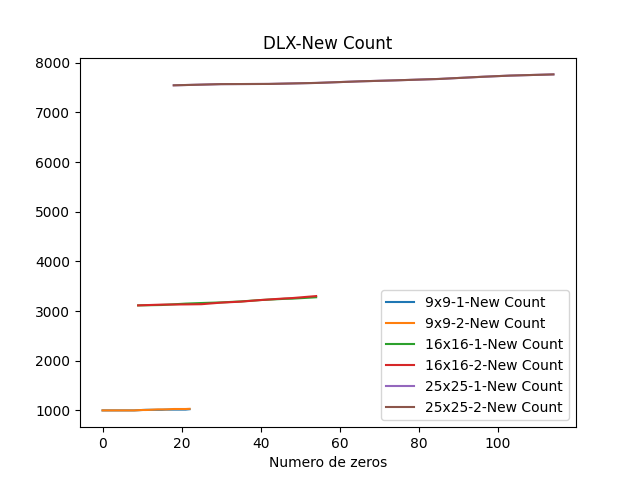 DLX-New Count
8000
7000
6000
5000
4000
3000
2000
1000
9x9-1-New Count
9x9-2-New Count
16x16-1-New Count
16x16-2-New Count
25x25-1-New Count
25x25-2-New Count
0 20 40 60 80 100
Numero de zeros